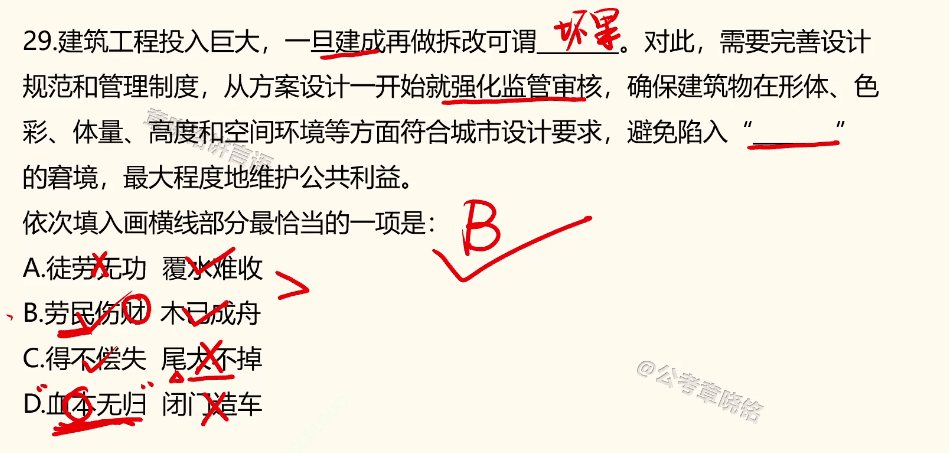 29.建筑工程投入巨大，一旦建成再做拆改可谓______。对此，需要完善设计
坏果
规范和管理制度，从方案设计一开始就强化监管审核，确保建筑物在形体、色
彩、体量、高度和空间环境等方面符合城市设计要求，避免陷入“______”
的窘境，最大程度地维护公共利益。
依次填入画横线部分最恰当的一项是：
B
A.徒劳无功 覆水难收
B.劳民伤财 木已成舟
C.得不偿失 尾大不掉
D.血本无归 闭门造车
@公考章晓铭